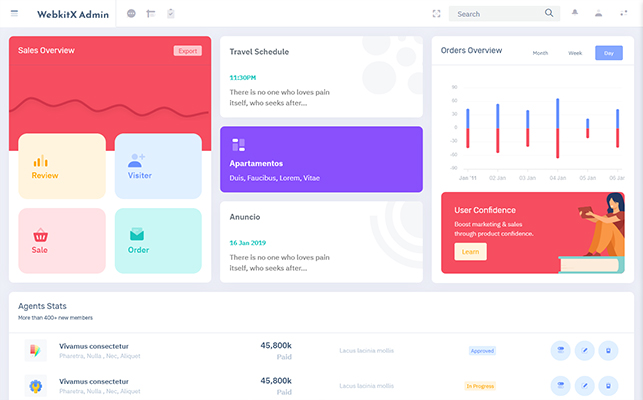 WebkitX Admin
Search
Sales Overview
Export
Review
Visiter
Sale
Order
Travel Schedule
11:30PM
There is no one who loves pain
itself, who seeks after...
Apartamentos
Duis, Faucibus, Lorem, Vitae
Anuncio
16 Jan 2019
There is no one who loves pain
itself, who seeks after...
Orders Overview
Month
Week
Day
90
60
30
0
-30
-60
-90
Jan '11
02 Jan
03 Jan
04 Jan
05 Jan
06 Jan
User Confidence
Boost marketing & sales
through product confidence.
Learn
Agents Stats
More than 400+ new members
Vivamus consectetur
Pharetra, Nulla , Nec, Aliquet
45,800k
Paid
Lacus lacinia mollis
Approved
Vivamus consectetur
Pharetra, Nulla , Nec, Aliquet
45,800k
Paid
Lacus lacinia mollis
In Progress